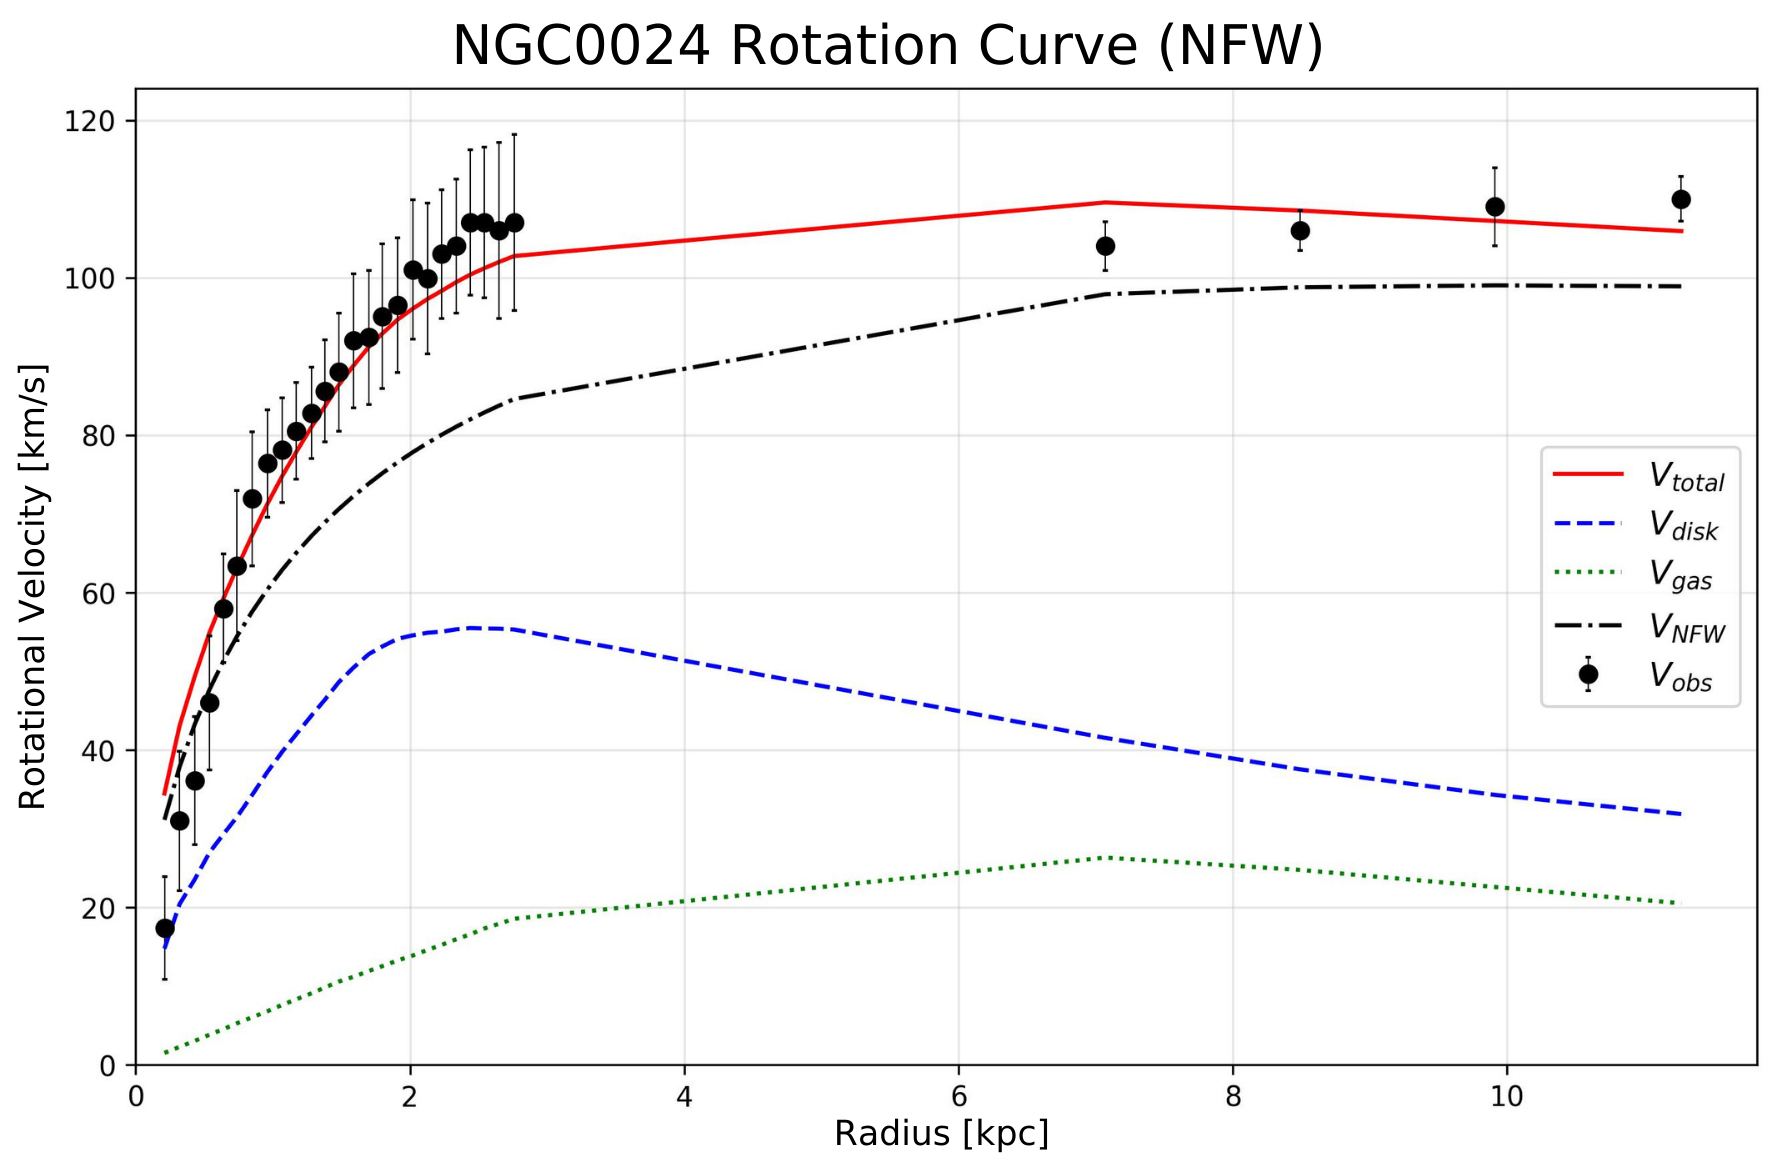 NGC0024 Rotation Curve (NFW)
Rotational Velocity [km/s]
120
100
80
60
40
20
0
V_total
V_disk
V_gas
V_NFW
V_obs
0 2 4 6 8 10
Radius [kpc]